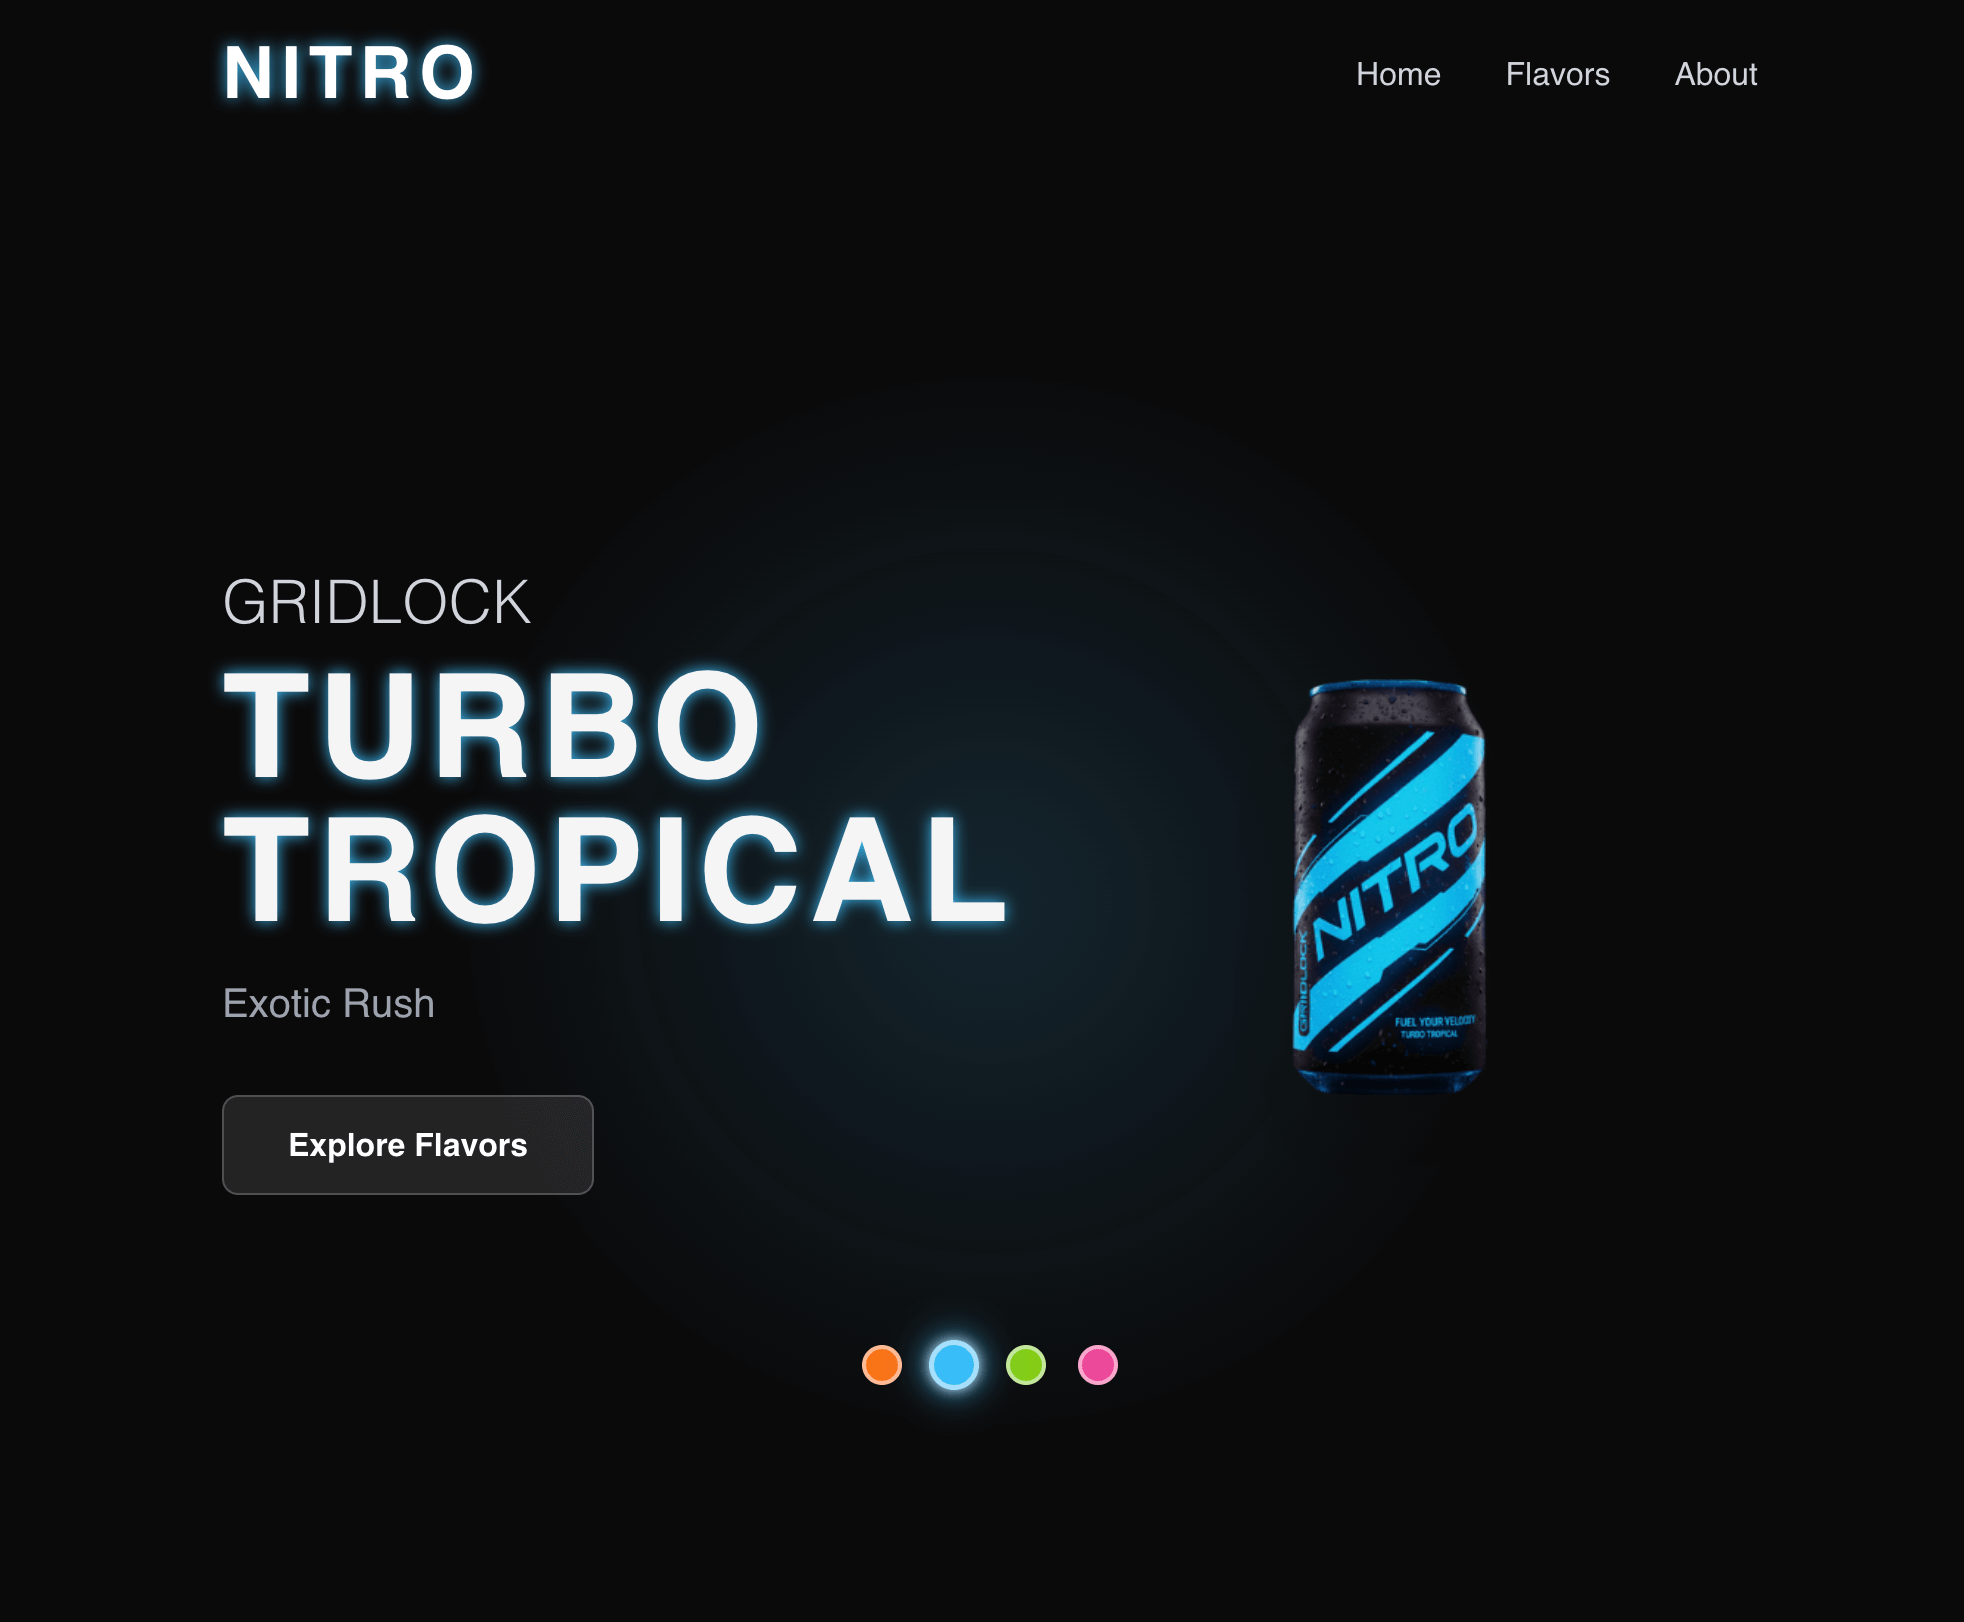 NITRO
Home Flavors About
GRIDLOCK
TURBO
TROPICAL
Exotic Rush
Explore Flavors
NITRO
GRIDLOCK
FUEL YOUR VELOCITY
TURBO TROPICAL